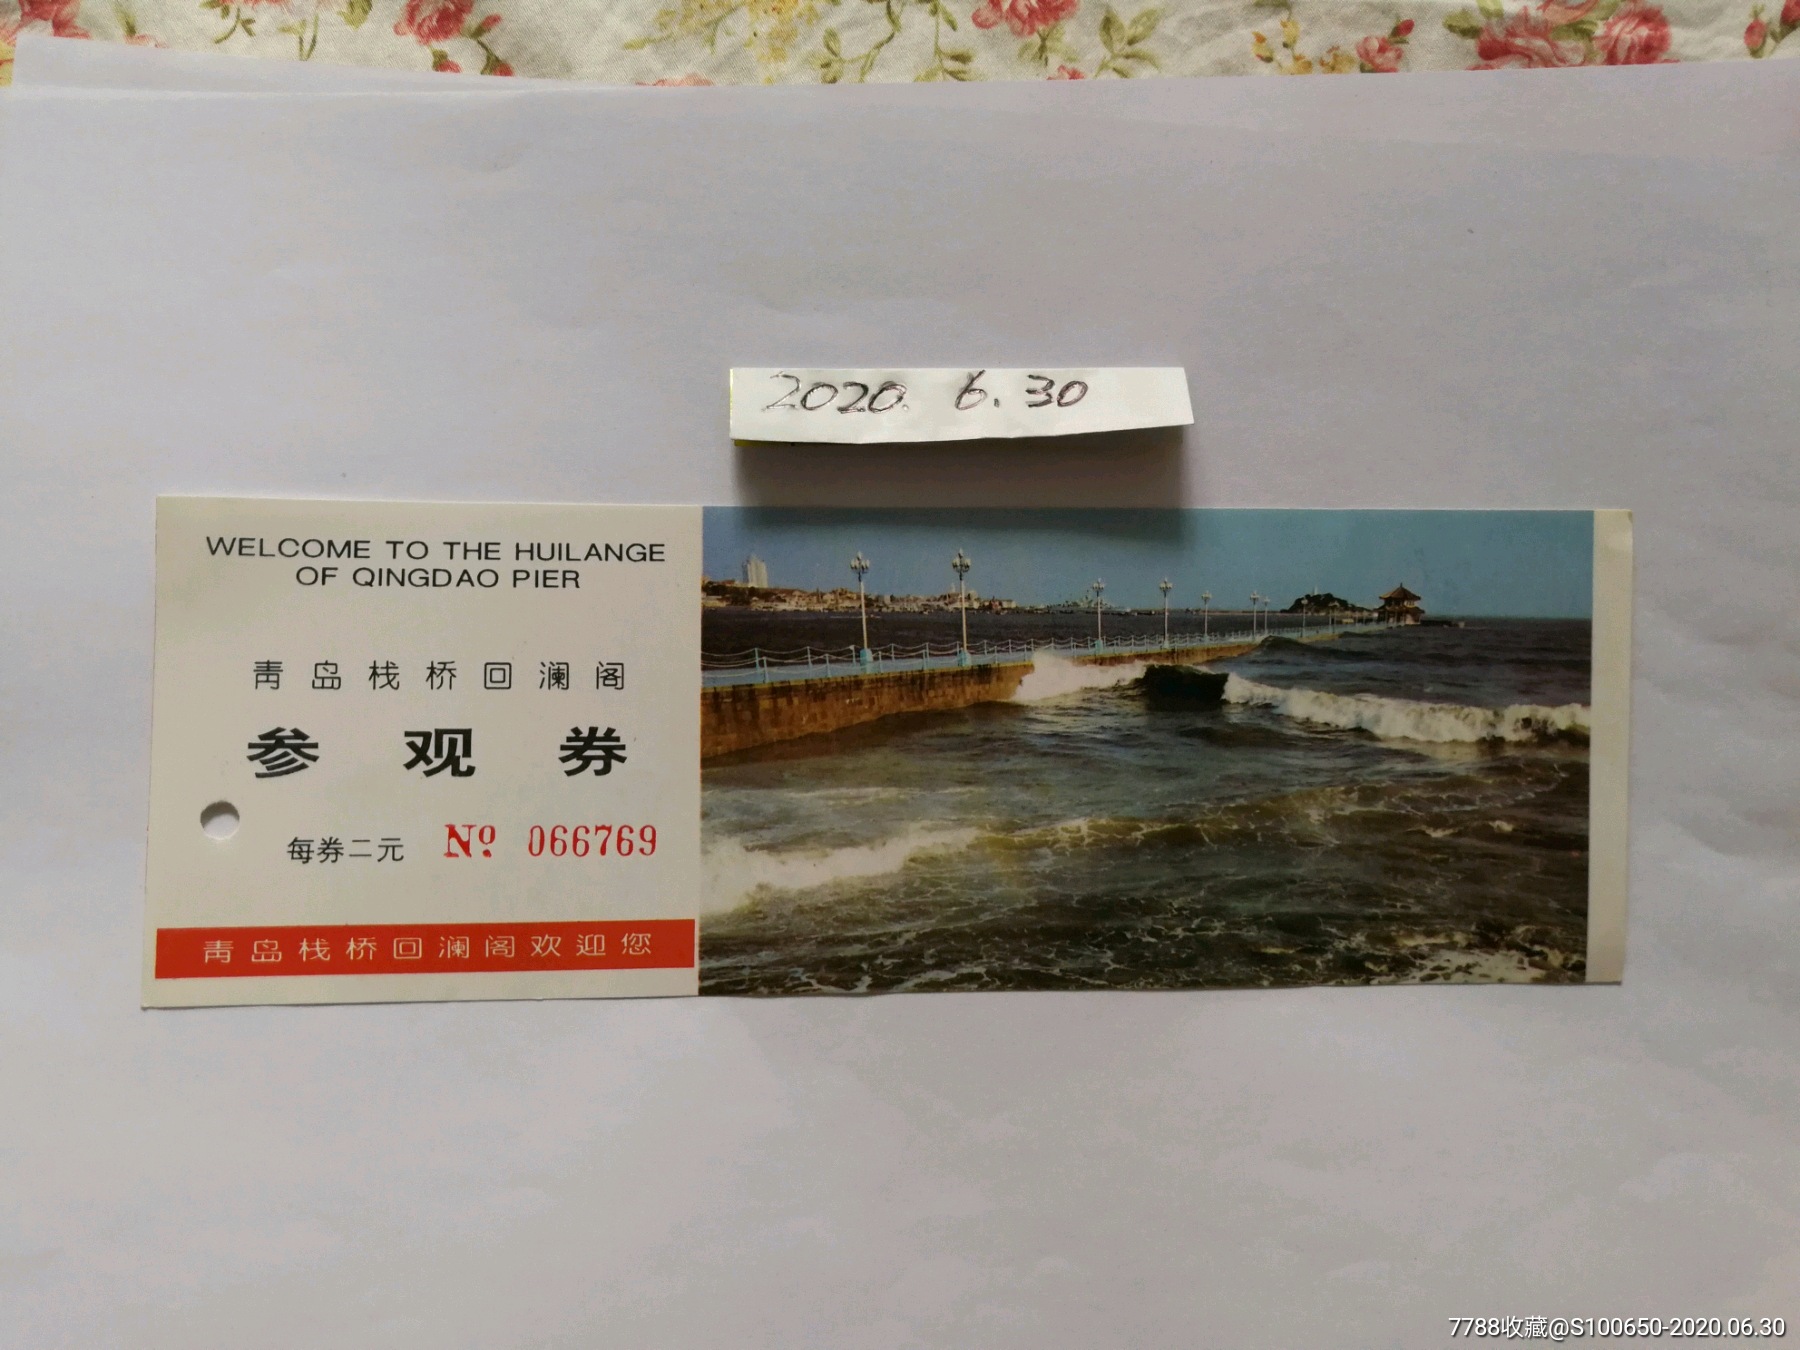 2020. 6.30
WELCOME TO THE HUILANGE
OF QINGDAO PIER
青岛栈桥回澜阁
参观券
每券二元 Nº 066769
青岛栈桥回澜阁欢迎您
7788收藏@S100650-2020.06.30